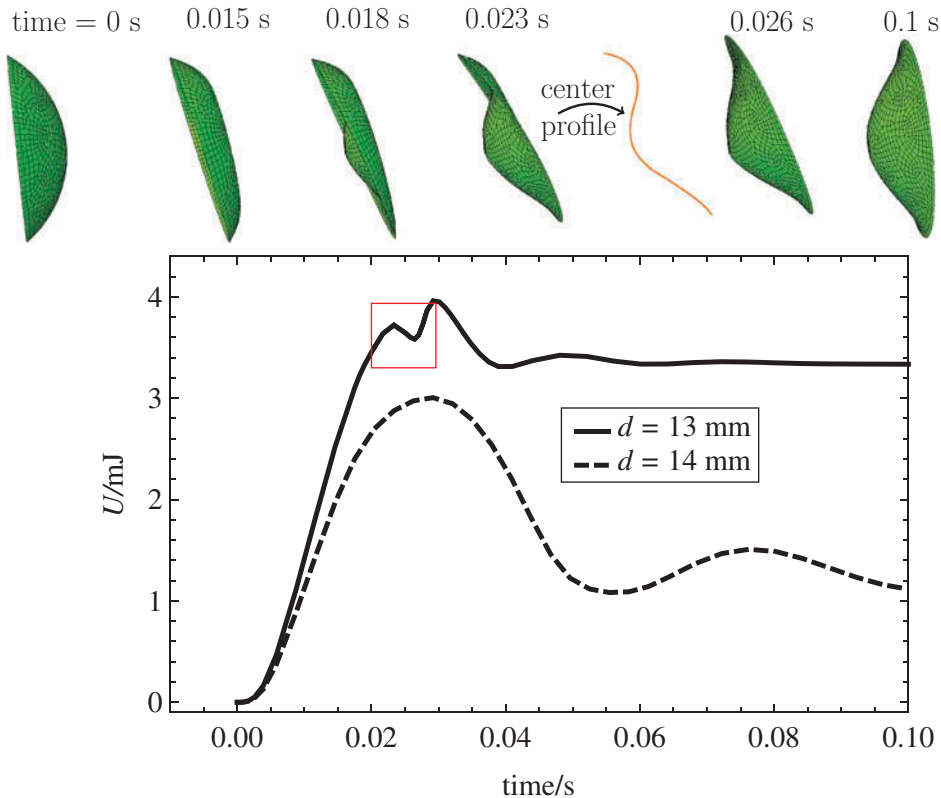 time = 0 s 0.015 s 0.018 s 0.023 s 0.026 s 0.1 s
center
profile
4
3
2
1
0
U/mJ
d = 13 mm
d = 14 mm
0.00 0.02 0.04 0.06 0.08 0.10
time/s